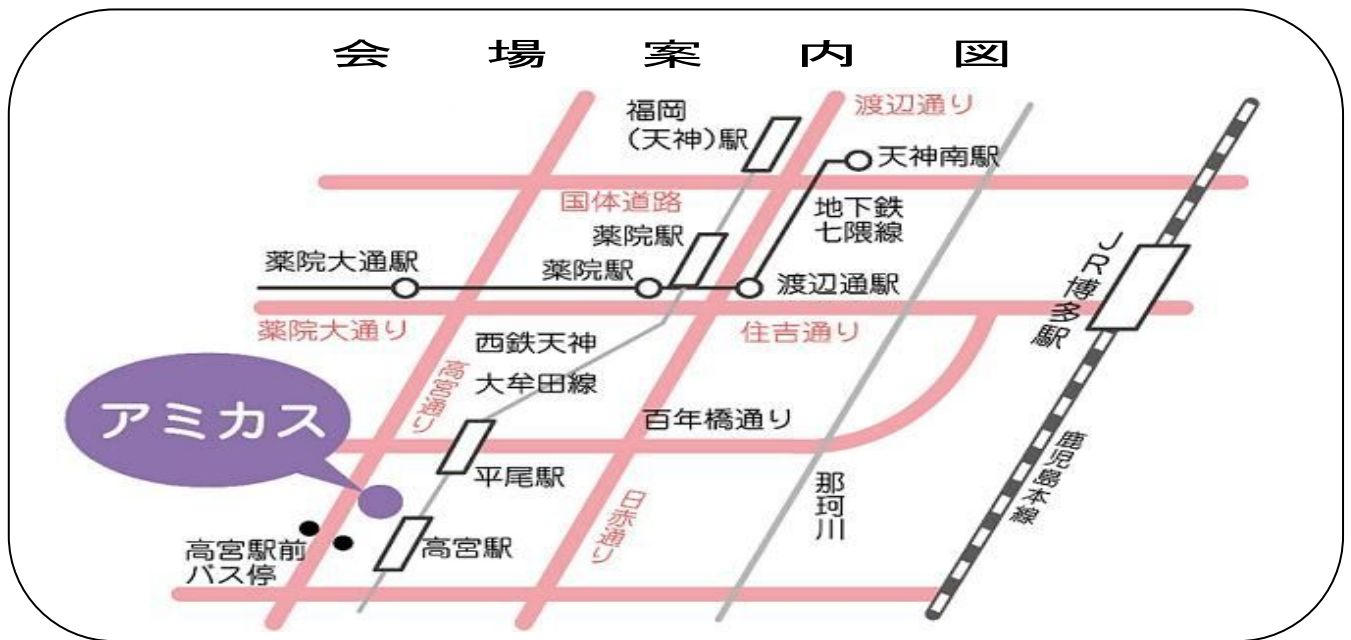 会場案内図
福岡
(天神)駅
渡辺通り
天神南駅
国体道路
地下鉄
七隈線
薬院駅
薬院大通駅
薬院駅
渡辺通駅
JR博多駅
薬院大通り
住吉通り
西鉄天神
大牟田線
高宮通り
アミカス
百年橋通り
平尾駅
鹿児島本線
那珂川
日赤通り
高宮駅前
バス停
高宮駅